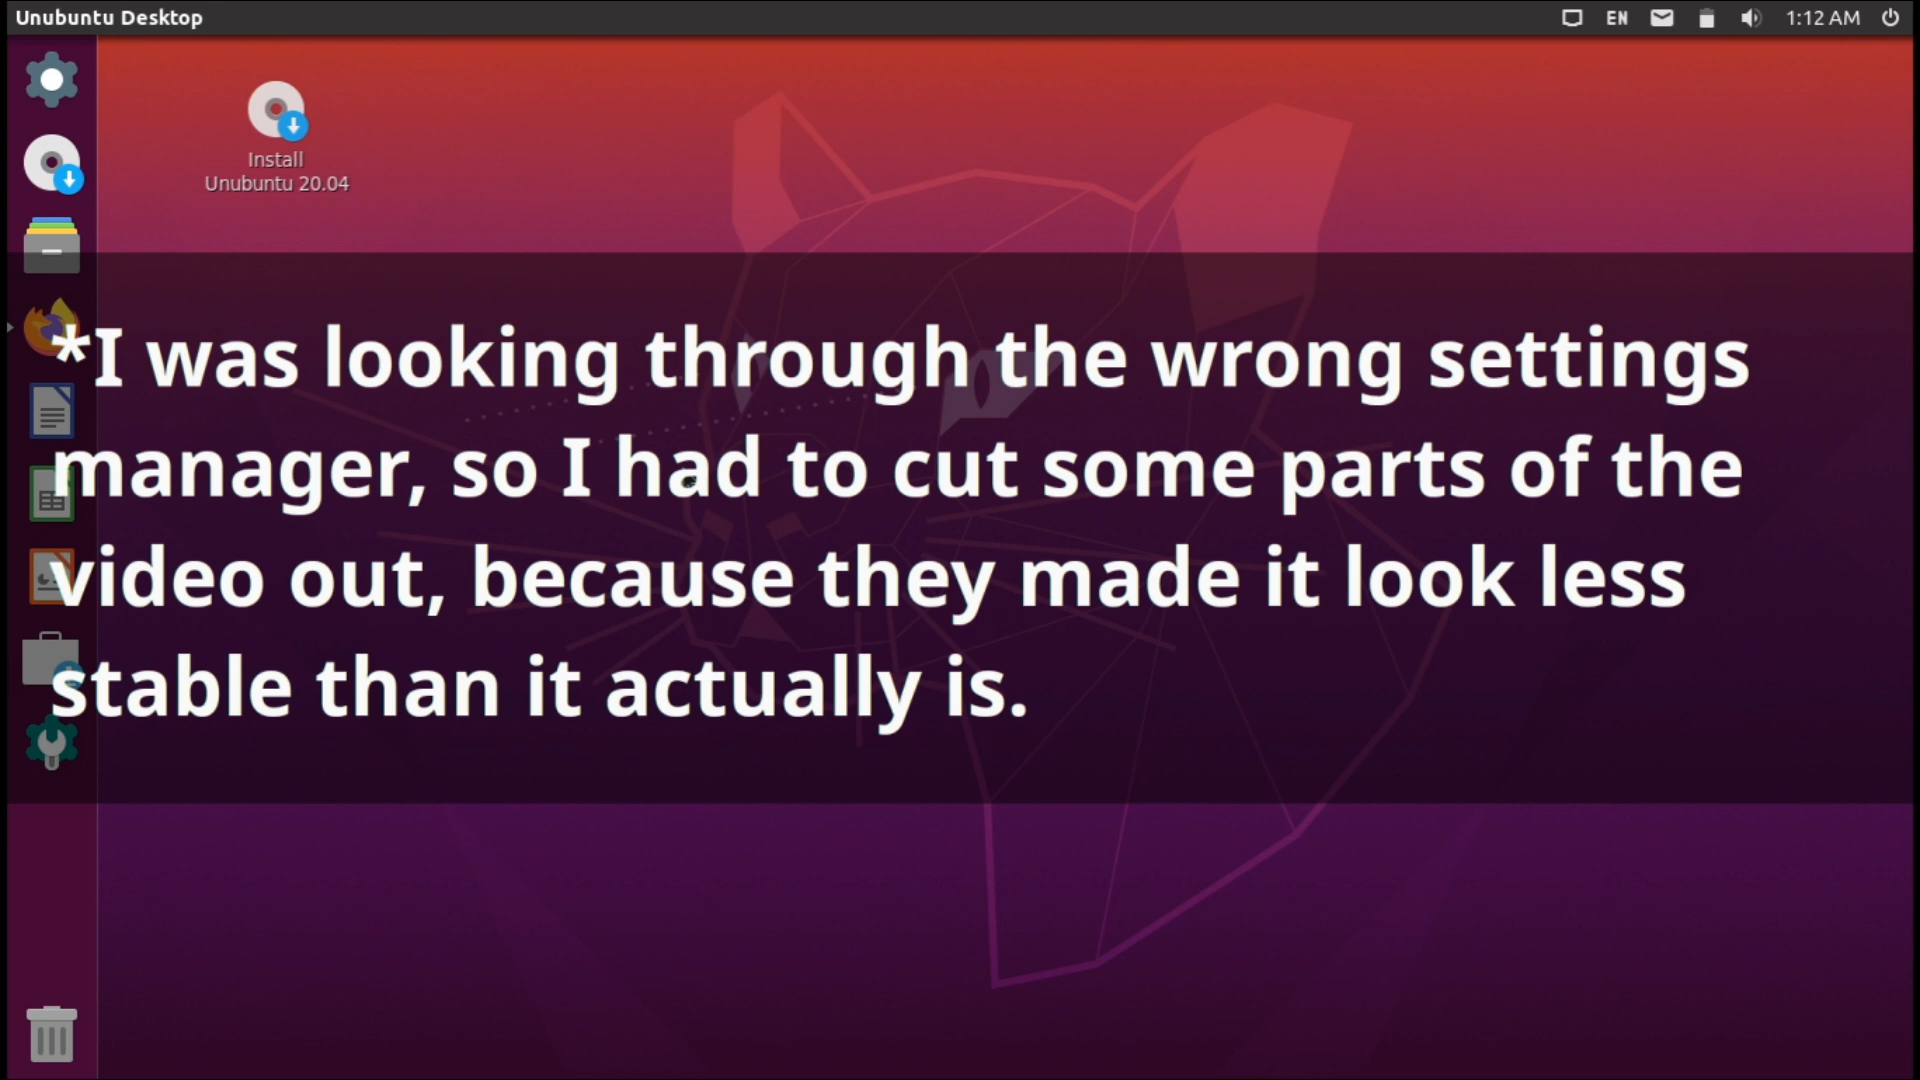 Unubuntu Desktop
EN
1:12 AM
Install
Unubuntu 20.04
*I was looking through the wrong settings
manager, so I had to cut some parts of the
video out, because they made it look less
stable than it actually is.